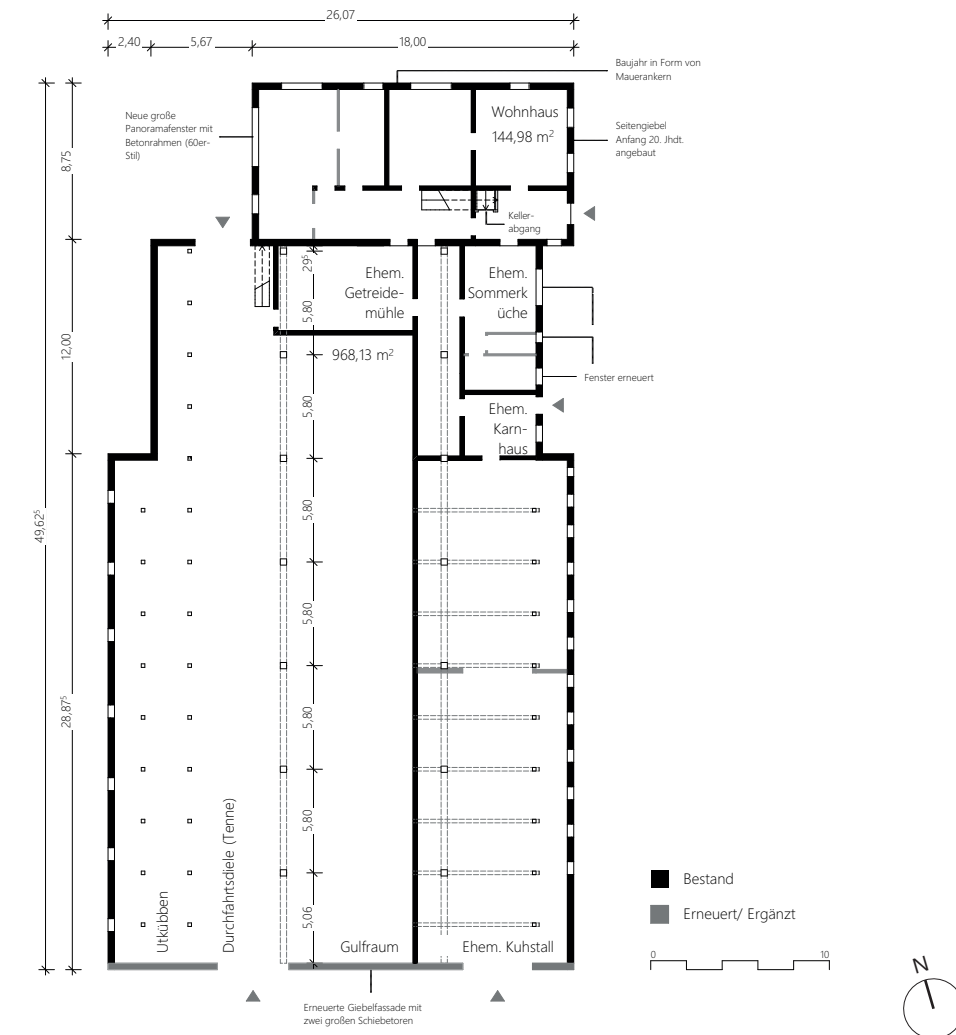 26,07
2,40
5,67
18,00
Baujahr in Form von
Mauerankern
Neue große
Panoramafenster mit
Betonrahmen (60er-
Stil)
Wohnhaus
144,98 m²
Seitengiebel
Anfang 20. Jhdt.
angebaut
8,75
Keller-
abgang
29⁵
Ehem.
Getreide-
mühle
Ehem.
Sommerk
üche
5,80
12,00
968,13 m²
Fenster erneuert
5,80
Ehem.
Karn-
haus
49,62⁵
5,80
5,80
28,87⁵
5,80
5,80
5,06
Utkübben
Durchfahrtsdiele (Tenne)
Gulfraum
Ehem. Kuhstall
Bestand
Erneuert/ Ergänzt
0
10
N
Erneuerte Giebelfassade mit
zwei großen Schiebetoren